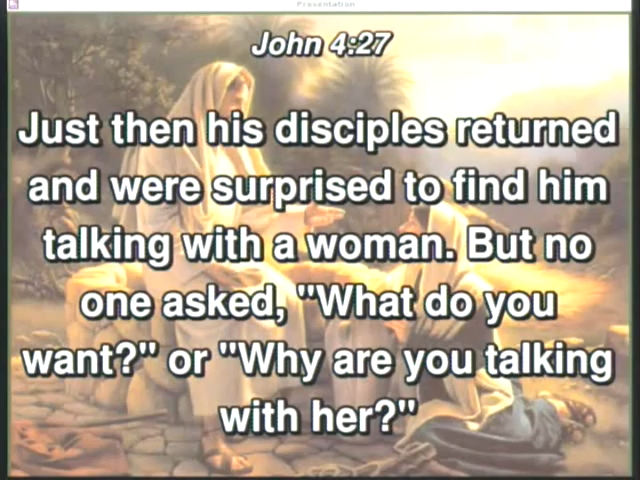 Presentation
John 4:27
Just then his disciples returned
and were surprised to find him
talking with a woman. But no
one asked, "What do you
want?" or "Why are you talking
with her?"